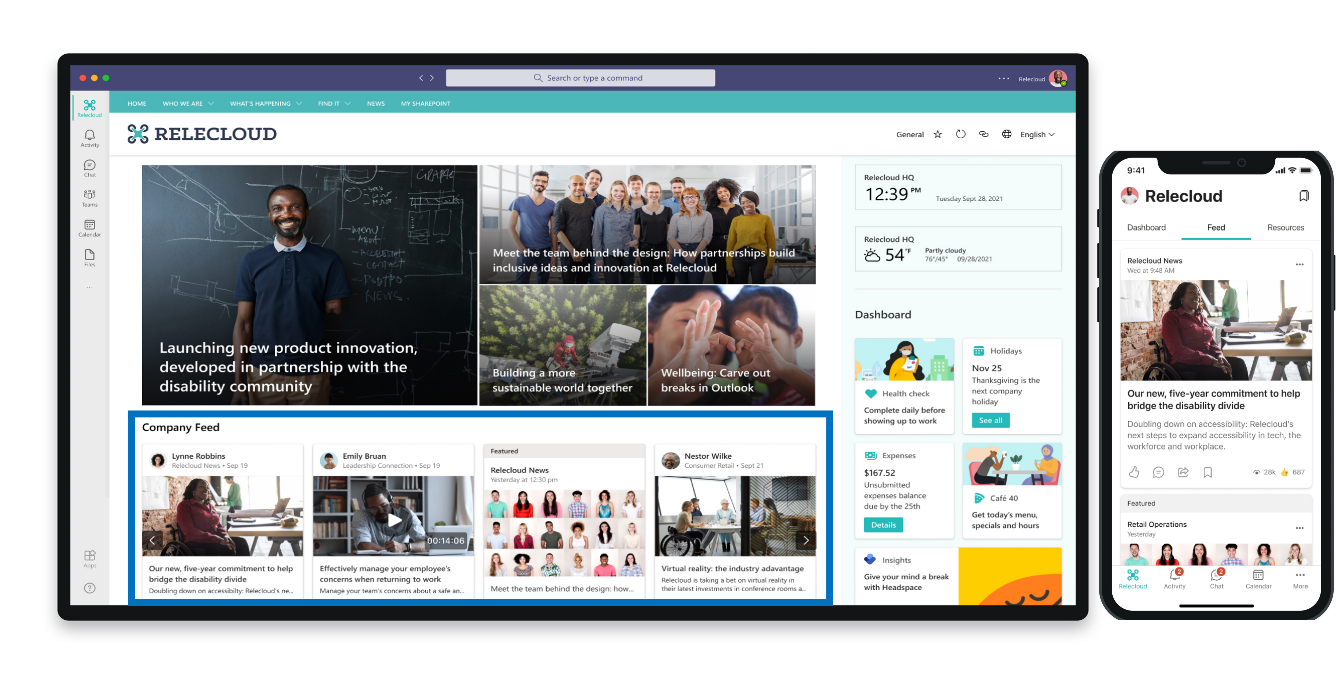 Search or type a command
Relecloud
HOME WHO WE ARE WHAT'S HAPPENING FIND IT NEWS MY SHAREPOINT
Relecloud
Activity
Chat
Teams
Calendar
Files
Apps
RELECLOUD
General English
Launching new product innovation,
developed in partnership with the
disability community
Meet the team behind the design: How partnerships build
inclusive ideas and innovation at Relecloud
Building a more
sustainable world together
Wellbeing: Carve out
breaks in Outlook
Company Feed
Lynne Robbins
Relecloud News • Sep 19
Our new, five-year commitment to help
bridge the disability divide
Doubling down on accessibility: Relecloud's ne...
Emily Bruan
Leadership Connection • Sep 19
00:14:06
Effectively manage your employee's
concerns when returning to work
Manage your team's concerns about a safe an...
Featured
Relecloud News
Yesterday at 12:30 pm
Meet the team behind the design: how...
Nestor Wilke
Consumer Retail • Sept 21
Virtual reality: the industry adavantage
Relecloud is taking a bet on virtual reality in
their latest investments in conference rooms a...
Relecloud HQ
12:39 PM Tuesday Sept 28, 2021
Relecloud HQ
54°F Partly cloudy
76°/45° 09/28/2021
Dashboard
Health check
Complete daily before
showing up to work
Holidays
Nov 25
Thanksgiving is the
next company
holiday
See all
Expenses
$167.52
Unsubmitted
expenses balance
due by the 25th
Details
Café 40
Get today's menu,
specials and hours
Insights
Give your mind a break
with Headspace
9:41
Relecloud
Dashboard Feed Resources
Relecloud News
Wed at 9:48 AM
Our new, five-year commitment to help
bridge the disability divide
Doubling down on accessibility: Relecloud's
next steps to expand accessibility in tech, the
workforce and workplace.
28k 687
Featured
Retail Operations
Yesterday
2 2
Relecloud Activity Chat Calendar More